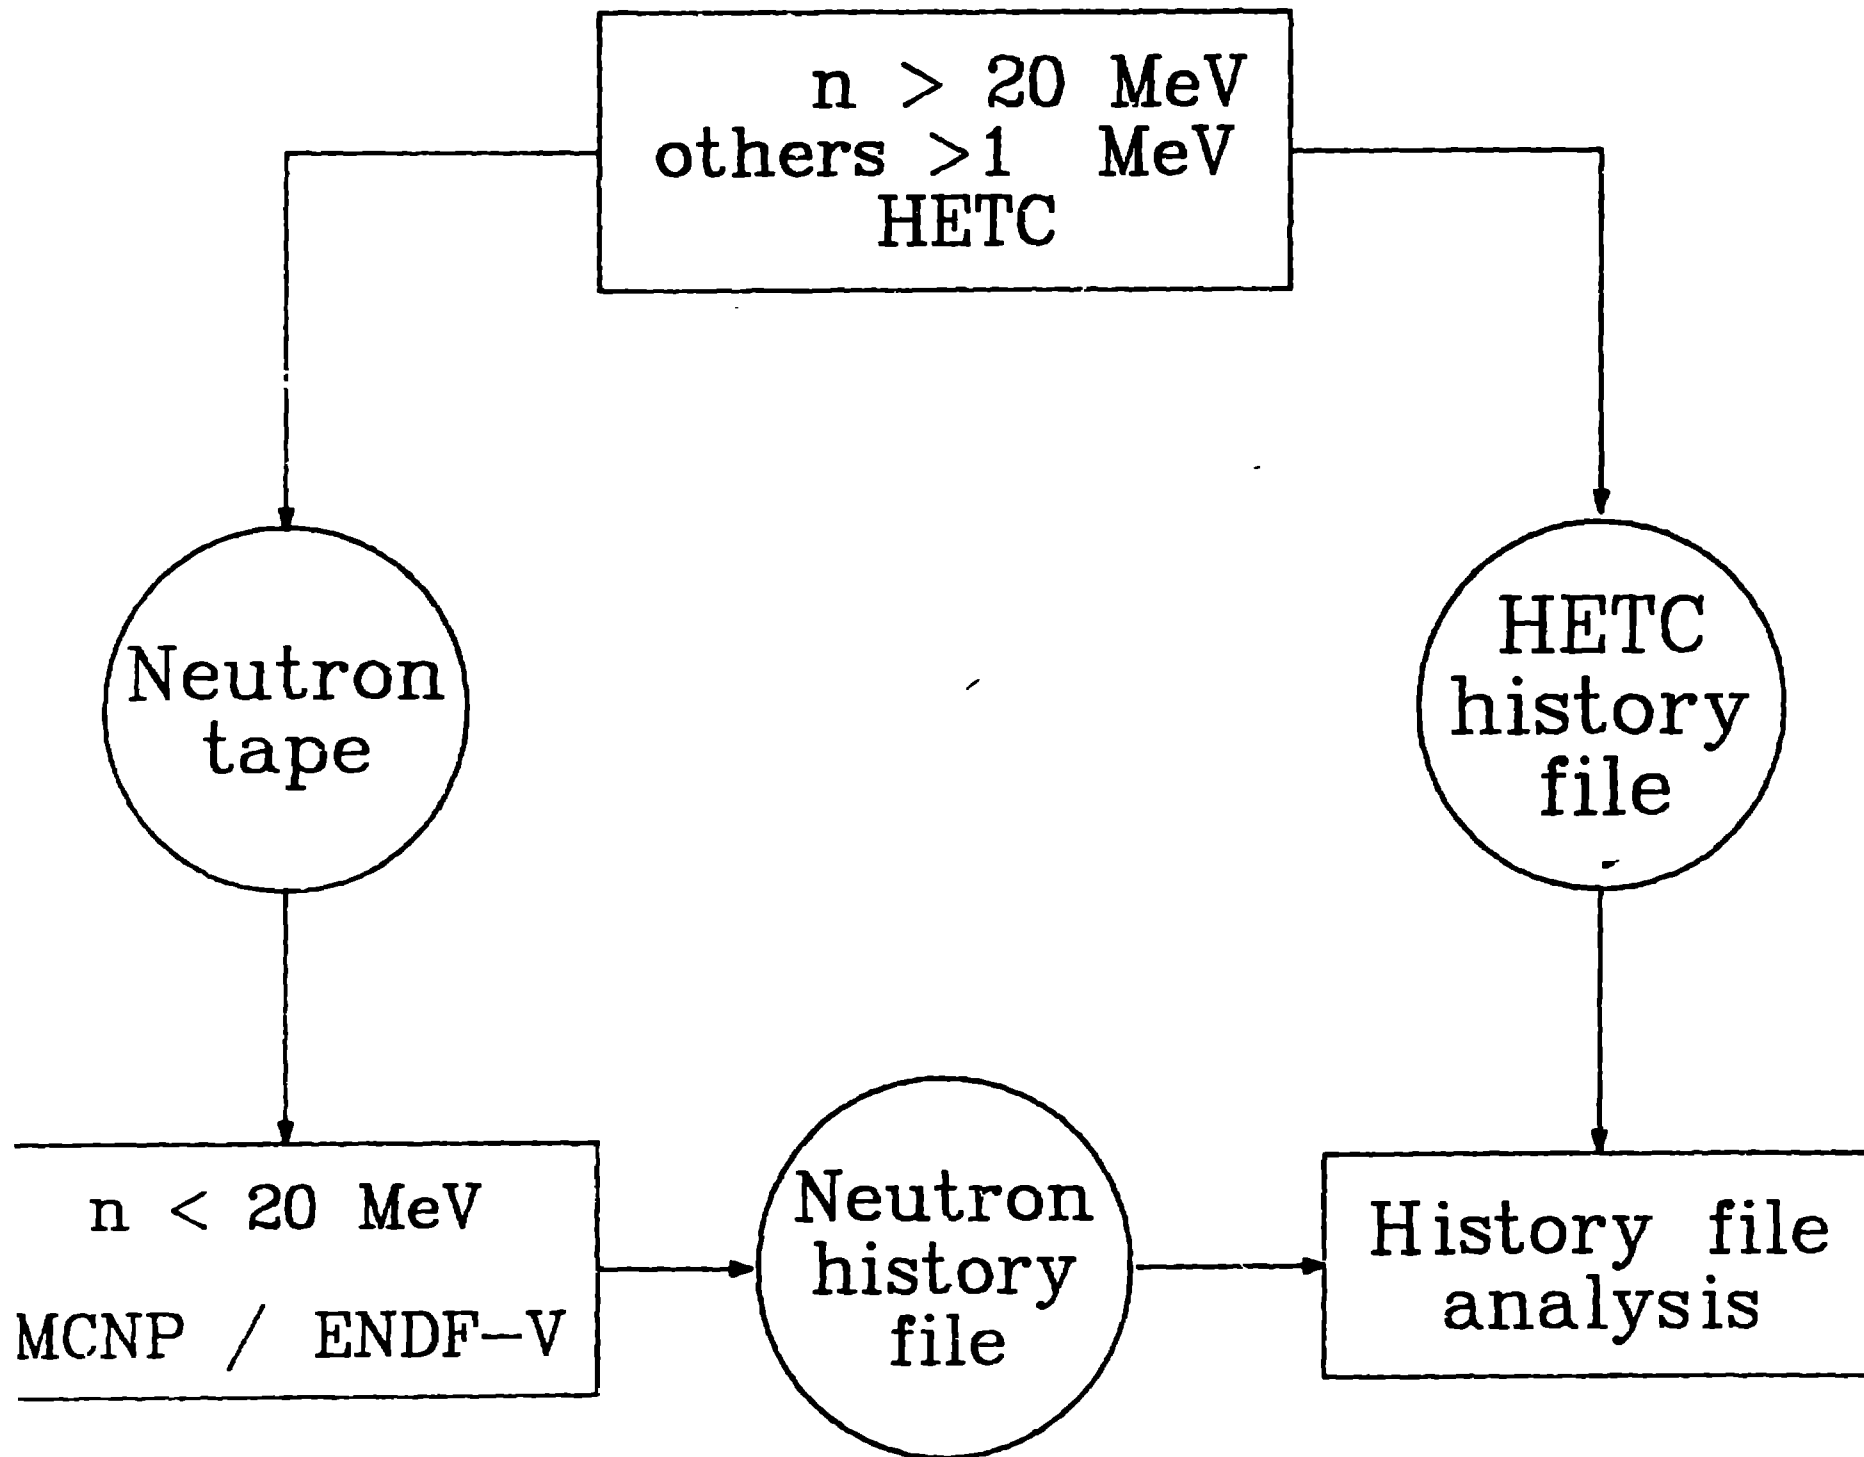 n > 20 MeV
others >1 MeV
HETC
Neutron
tape
HETC
history
file
n < 20 MeV
MCNP / ENDF-V
Neutron
history
file
History file
analysis